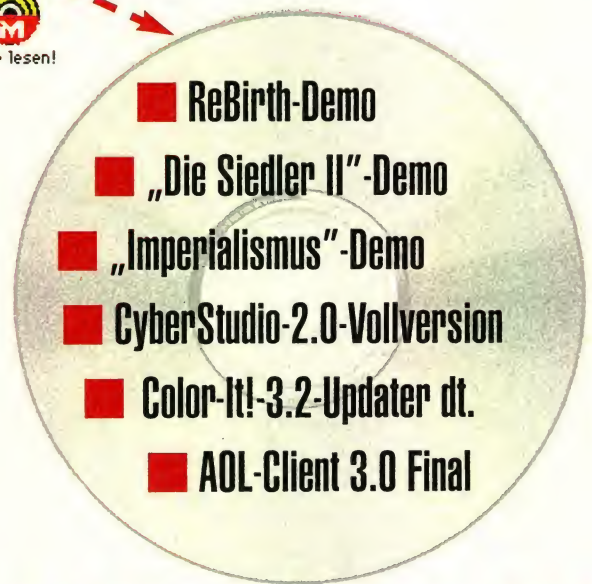 M
lesen!
ReBirth-Demo
„Die Siedler II”-Demo
„Imperialismus”-Demo
CyberStudio-2.0-Vollversion
Color-It!-3.2-Updater dt.
AOL-Client 3.0 Final